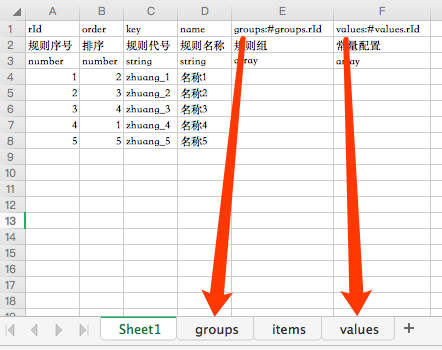 A B C D E F
1 rId order key name groups:#groups.rId values:#values.rId
2 规则序号 排序 规则代号 规则名称 规则组 常量配置
3 number number string string array array
4 1 2 zhuang_1 名称1
5 2 3 zhuang_2 名称2
6 3 4 zhuang_3 名称3
7 4 1 zhuang_4 名称4
8 5 5 zhuang_5 名称5
9
10
11
12
13
14
15
16
17
18
Sheet1 groups items values +